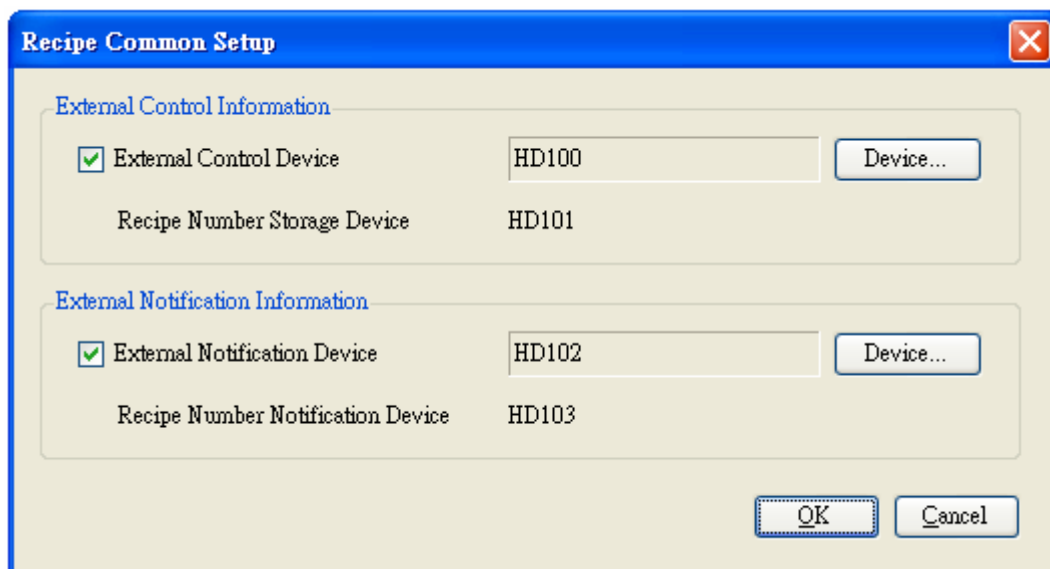 Recipe Common Setup
External Control Information
External Control Device HD100 Device...
Recipe Number Storage Device HD101
External Notification Information
External Notification Device HD102 Device...
Recipe Number Notification Device HD103
OK Cancel